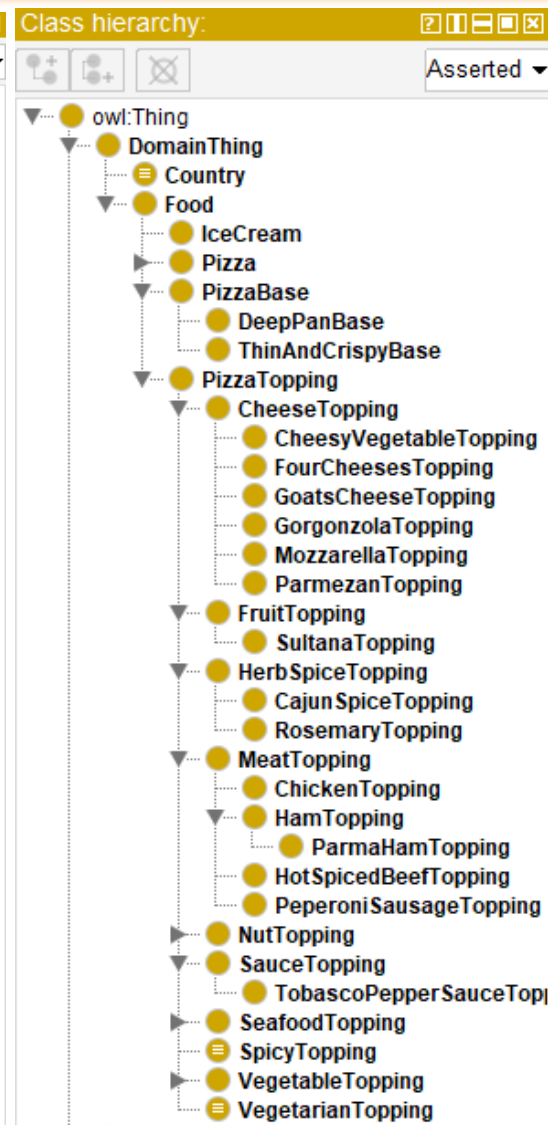 Class hierarchy:
Asserted
owl:Thing
DomainThing
Country
Food
IceCream
Pizza
PizzaBase
DeepPanBase
ThinAndCrispyBase
PizzaTopping
CheeseTopping
CheesyVegetableTopping
FourCheesesTopping
GoatsCheeseTopping
GorgonzolaTopping
MozzarellaTopping
ParmezanTopping
FruitTopping
SultanaTopping
HerbSpiceTopping
CajunSpiceTopping
RosemaryTopping
MeatTopping
ChickenTopping
HamTopping
ParmaHamTopping
HotSpicedBeefTopping
PeperoniSausageTopping
NutTopping
SauceTopping
TobascoPepperSauceTopp
SeafoodTopping
SpicyTopping
VegetableTopping
VegetarianTopping